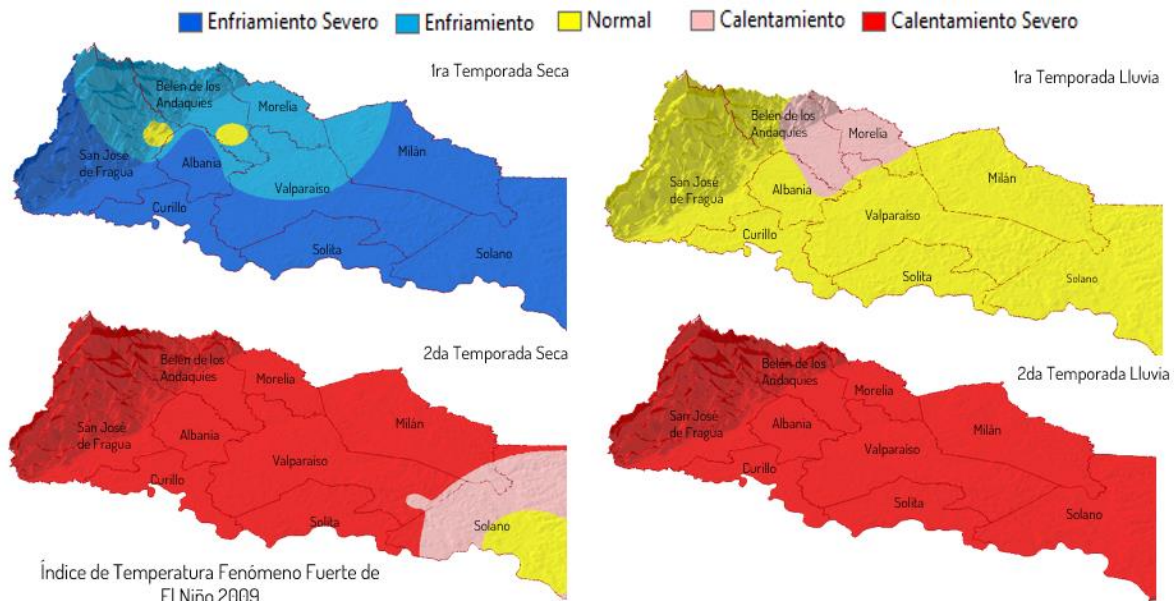 Enfriamiento Severo Enfriamiento Normal Calentamiento Calentamiento Severo
1ra Temporada Seca
Belén de los
Andaquies
Morelia
San José
de Fragua
Albania
Milán
Valparaíso
Curillo
Solita
Solano
1ra Temporada Lluvia
Belén de los
Andaquies
Morelia
San José
de Fragua
Albania
Milán
Valparaíso
Curillo
Solita
Solano
2da Temporada Seca
Belén de los
Andaquies
Morelia
San José
de Fragua
Albania
Milán
Valparaíso
Curillo
Solita
Solano
2da Temporada Lluvia
Belén de los
Andaquies
Morelia
San José
de Fragua
Albania
Milán
Valparaíso
Curillo
Solita
Solano
Índice de Temperatura Fenómeno Fuerte de
El Niño 2009